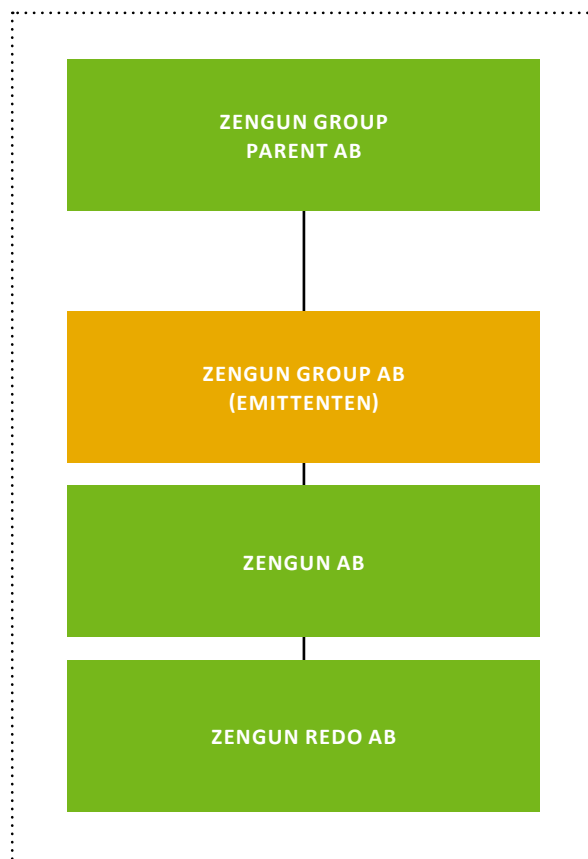 ZENGUN GROUP
PARENT AB
ZENGUN GROUP AB
(EMITTENTEN)
ZENGUN AB
ZENGUN REDO AB